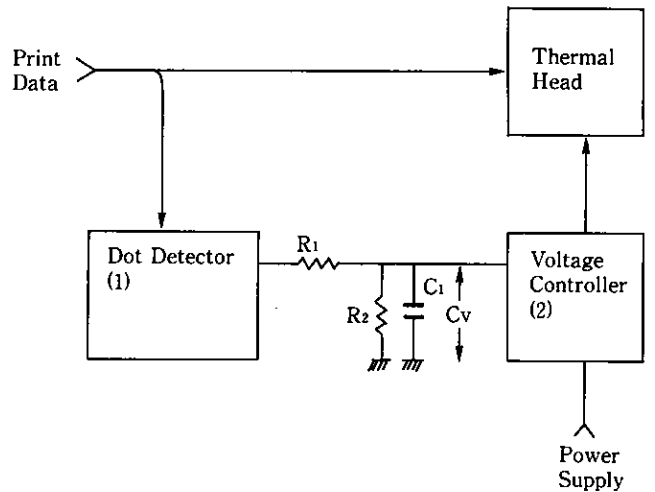 Print
Data
Thermal
Head
Dot Detector
(1)
R1
R2
C1
Cv
Voltage
Controller
(2)
Power
Supply